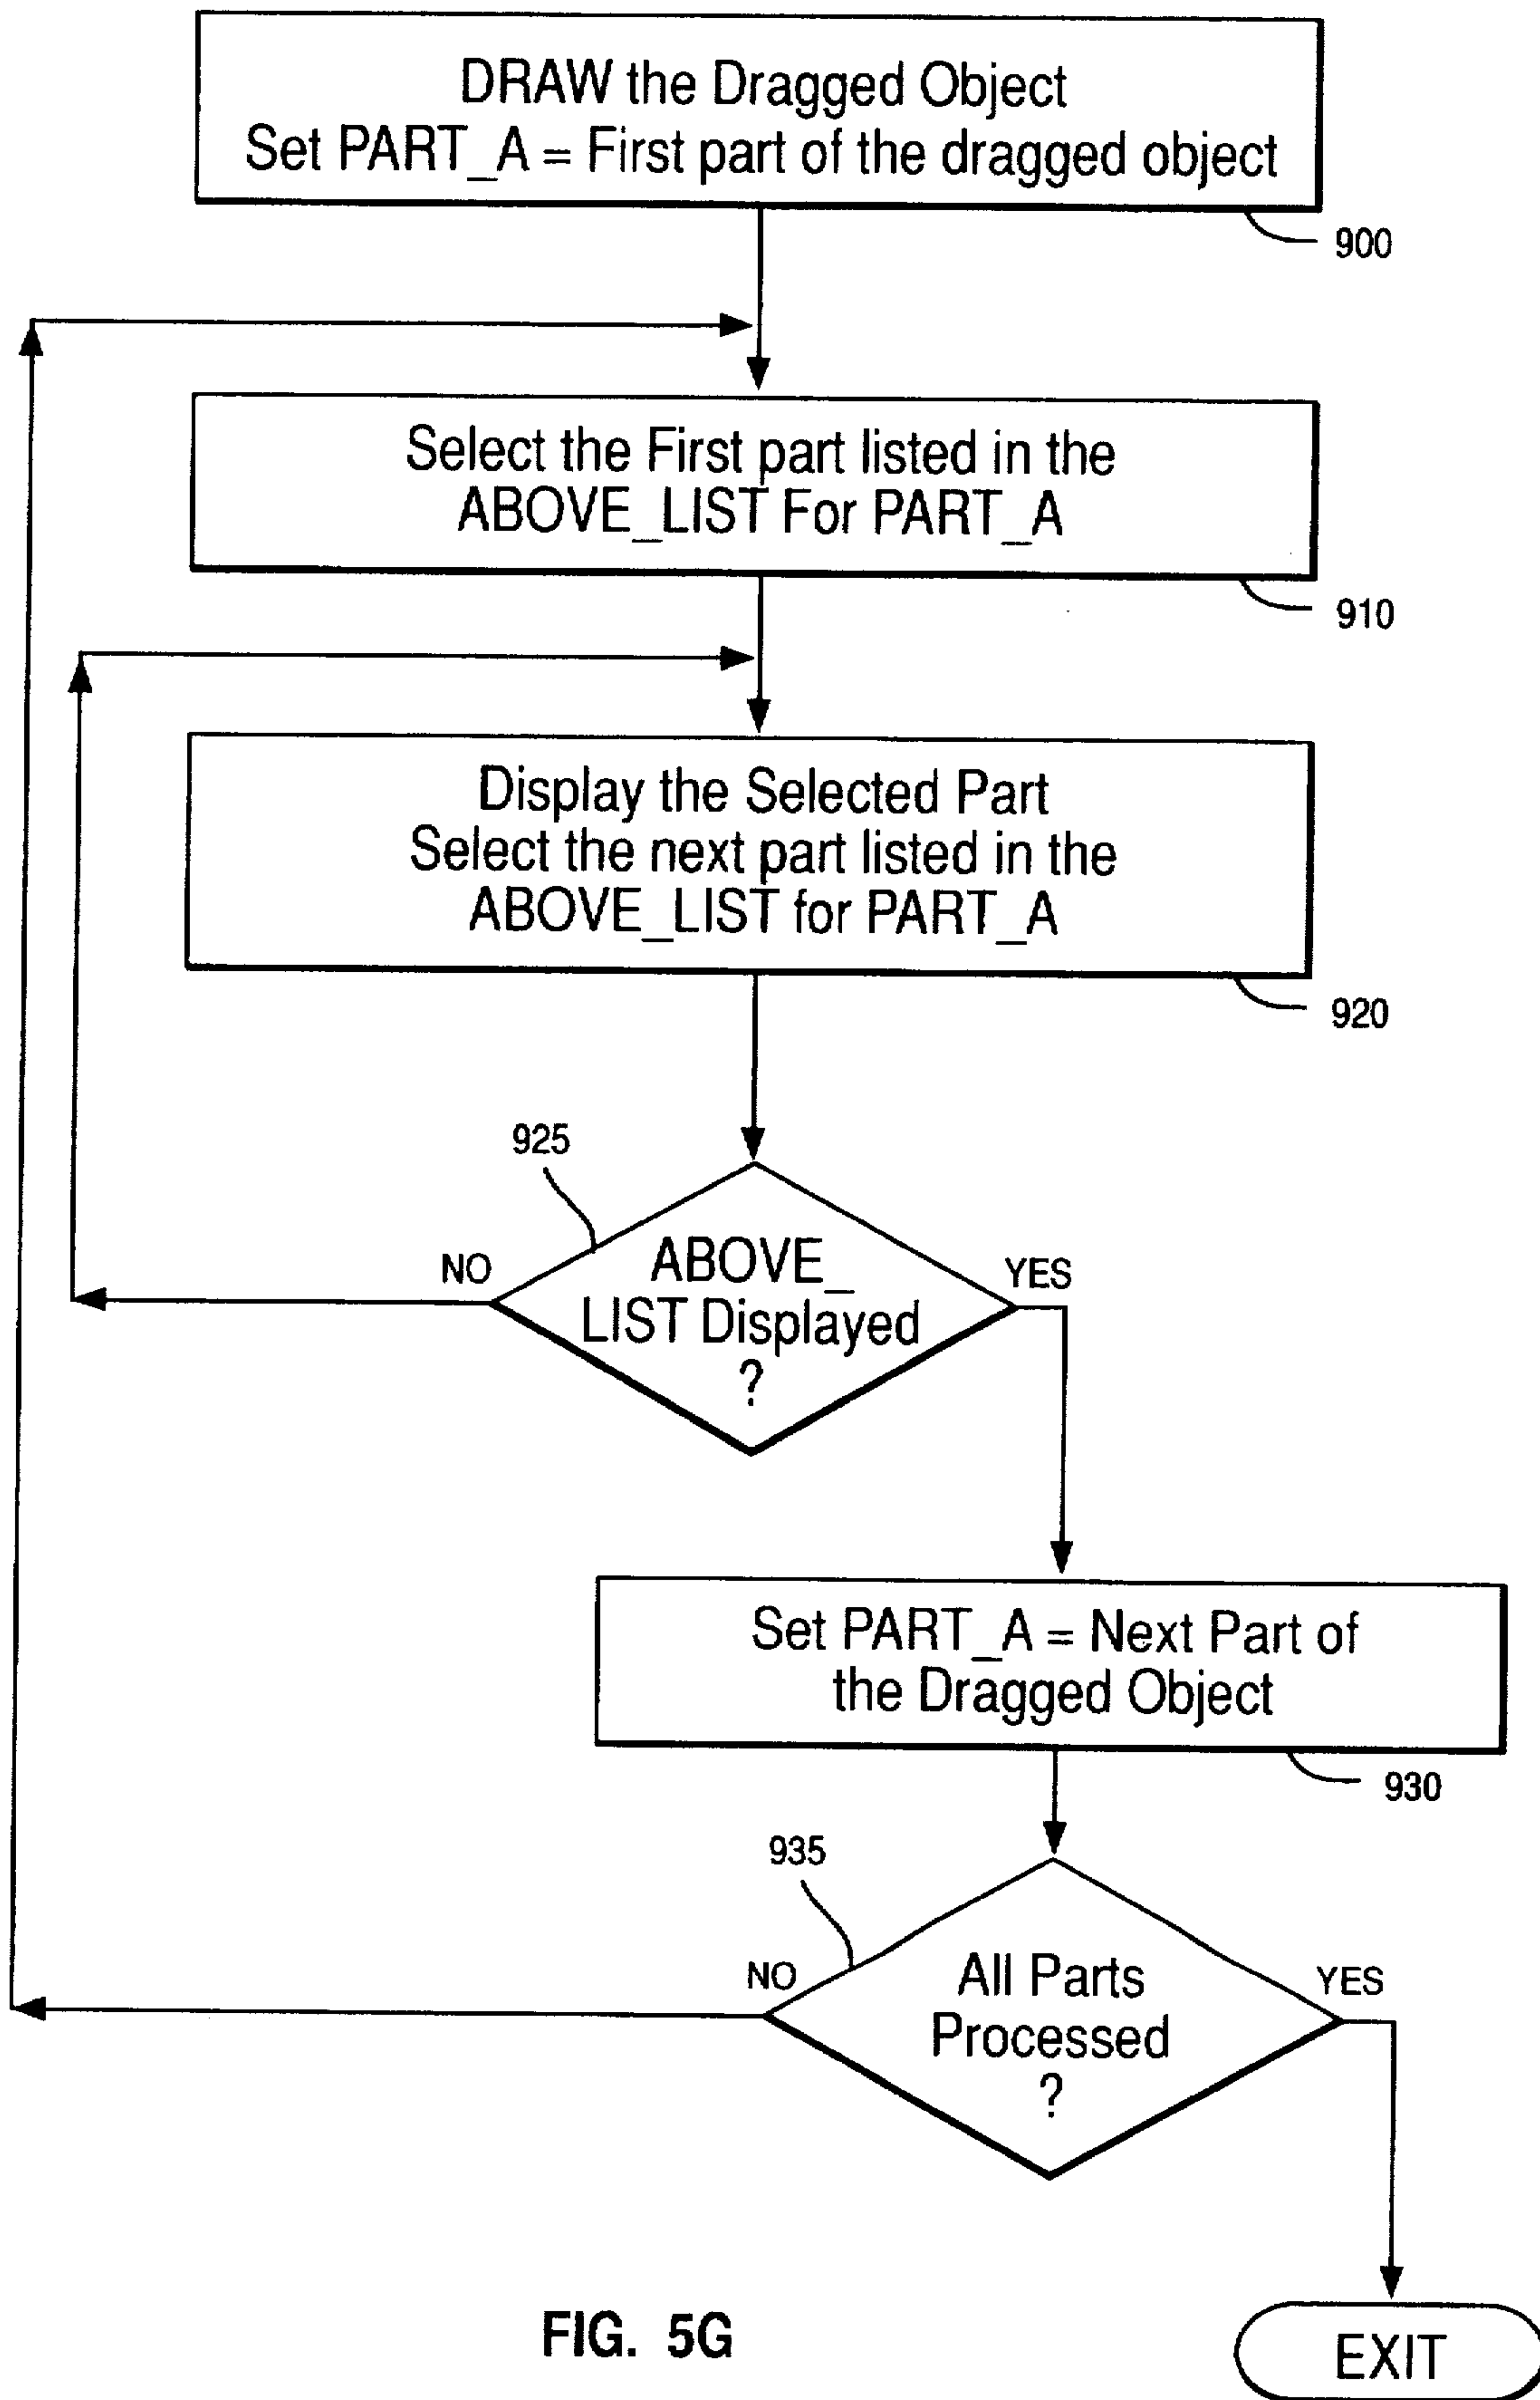 DRAW the Dragged Object
Set PART_A = First part of the dragged object
900
Select the First part listed in the
ABOVE_LIST For PART_A
910
Display the Selected Part
Select the next part listed in the
ABOVE_LIST for PART_A
920
925
NO
ABOVE_
LIST Displayed
?
YES
Set PART_A = Next Part of
the Dragged Object
930
935
NO
All Parts
Processed
?
YES
EXIT
FIG. 5G